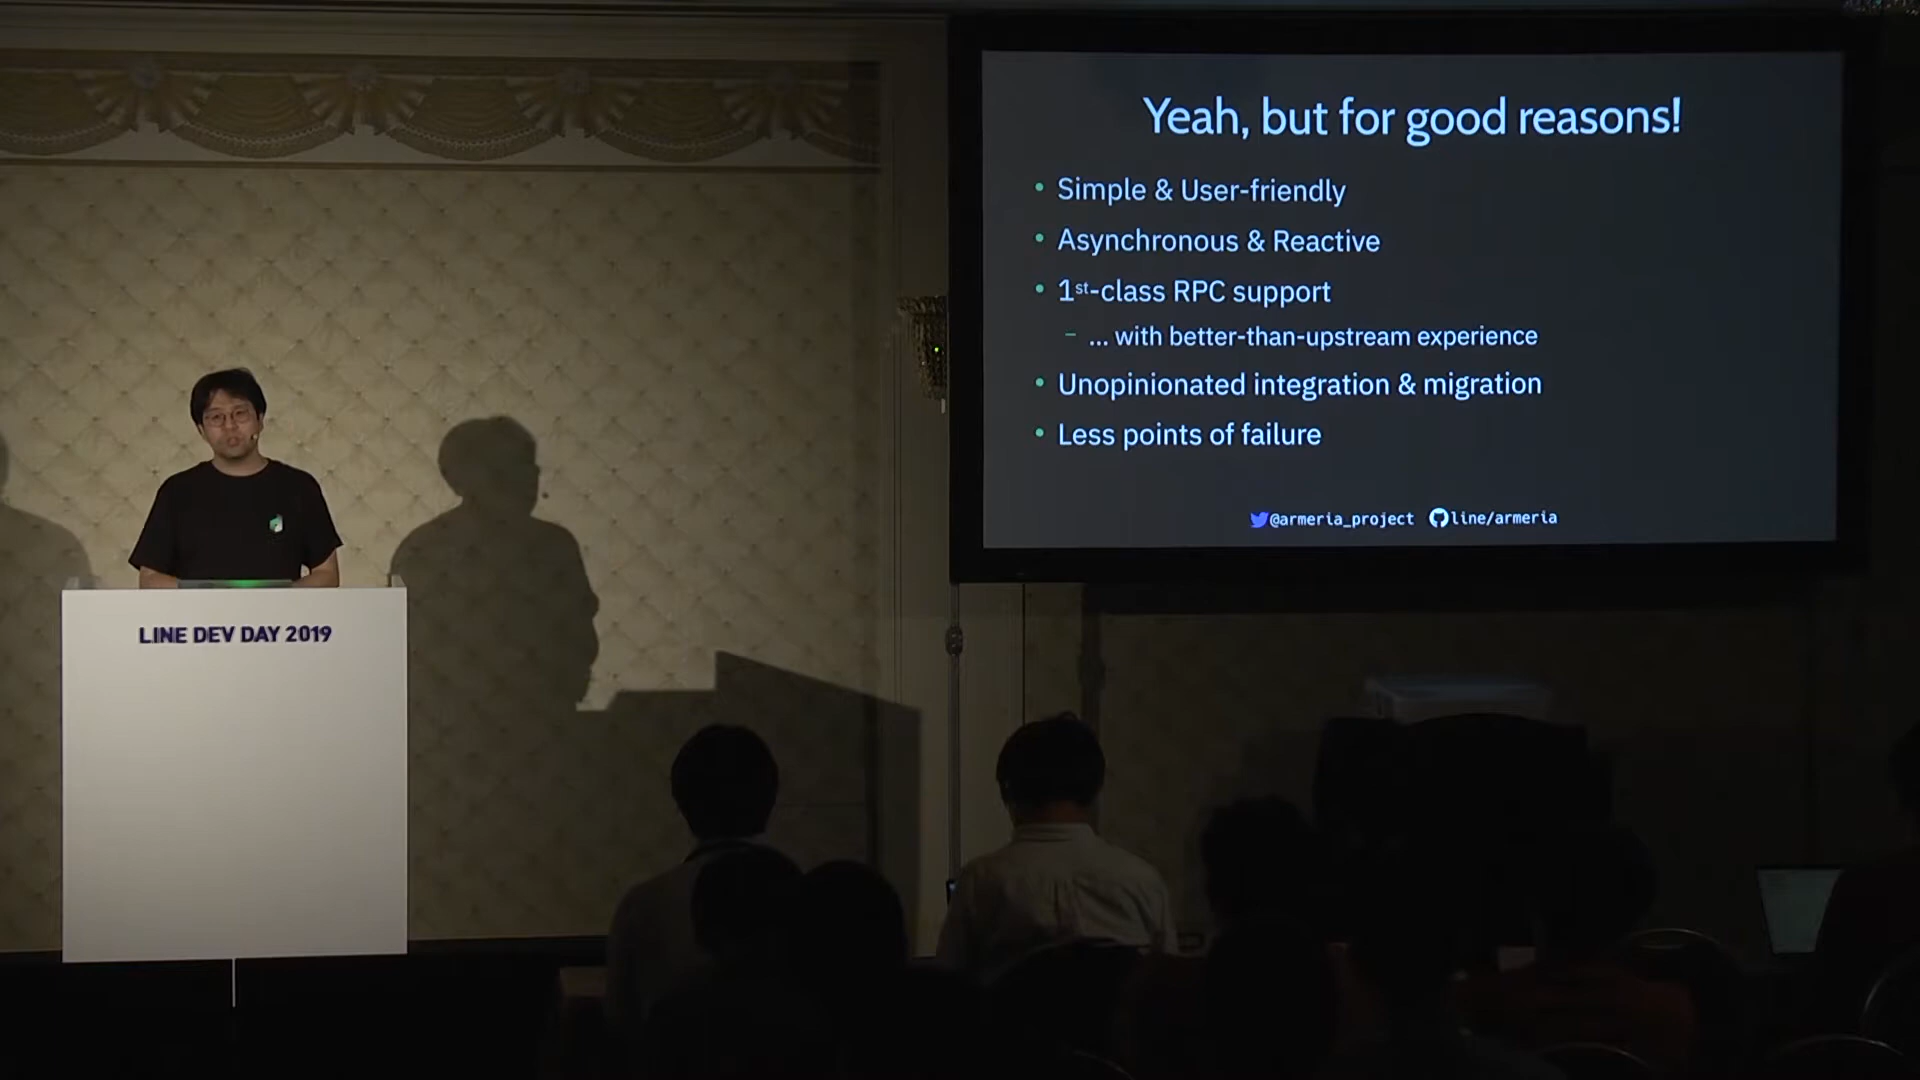 Yeah, but for good reasons!
• Simple & User-friendly
• Asynchronous & Reactive
• 1st-class RPC support
– ... with better-than-upstream experience
• Unopinionated integration & migration
• Less points of failure
@armeria_project line/armeria
LINE DEV DAY 2019